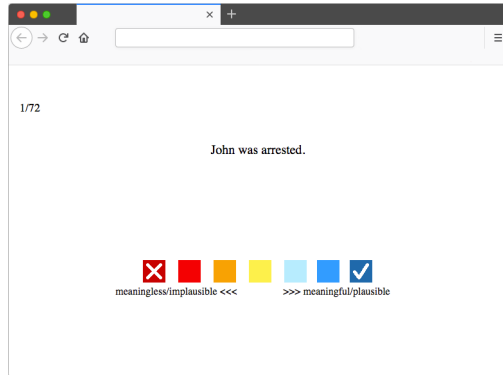 1/72
John was arrested.
meaningless/implausible <<< >>> meaningful/plausible